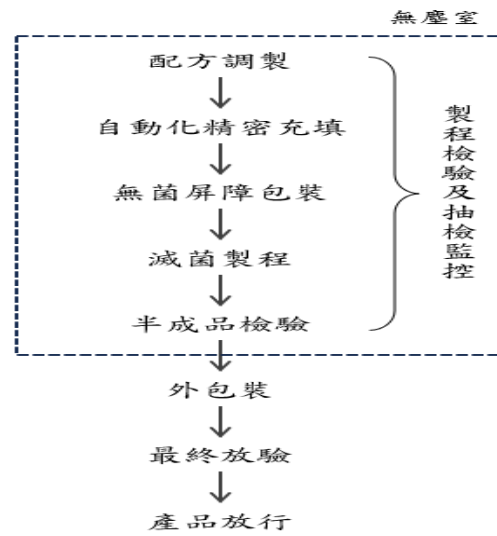 無塵室
配方調製
自動化精密充填
無菌屏障包裝
滅菌製程
半成品檢驗
製程檢驗及抽檢監控
外包裝
最終放驗
產品放行